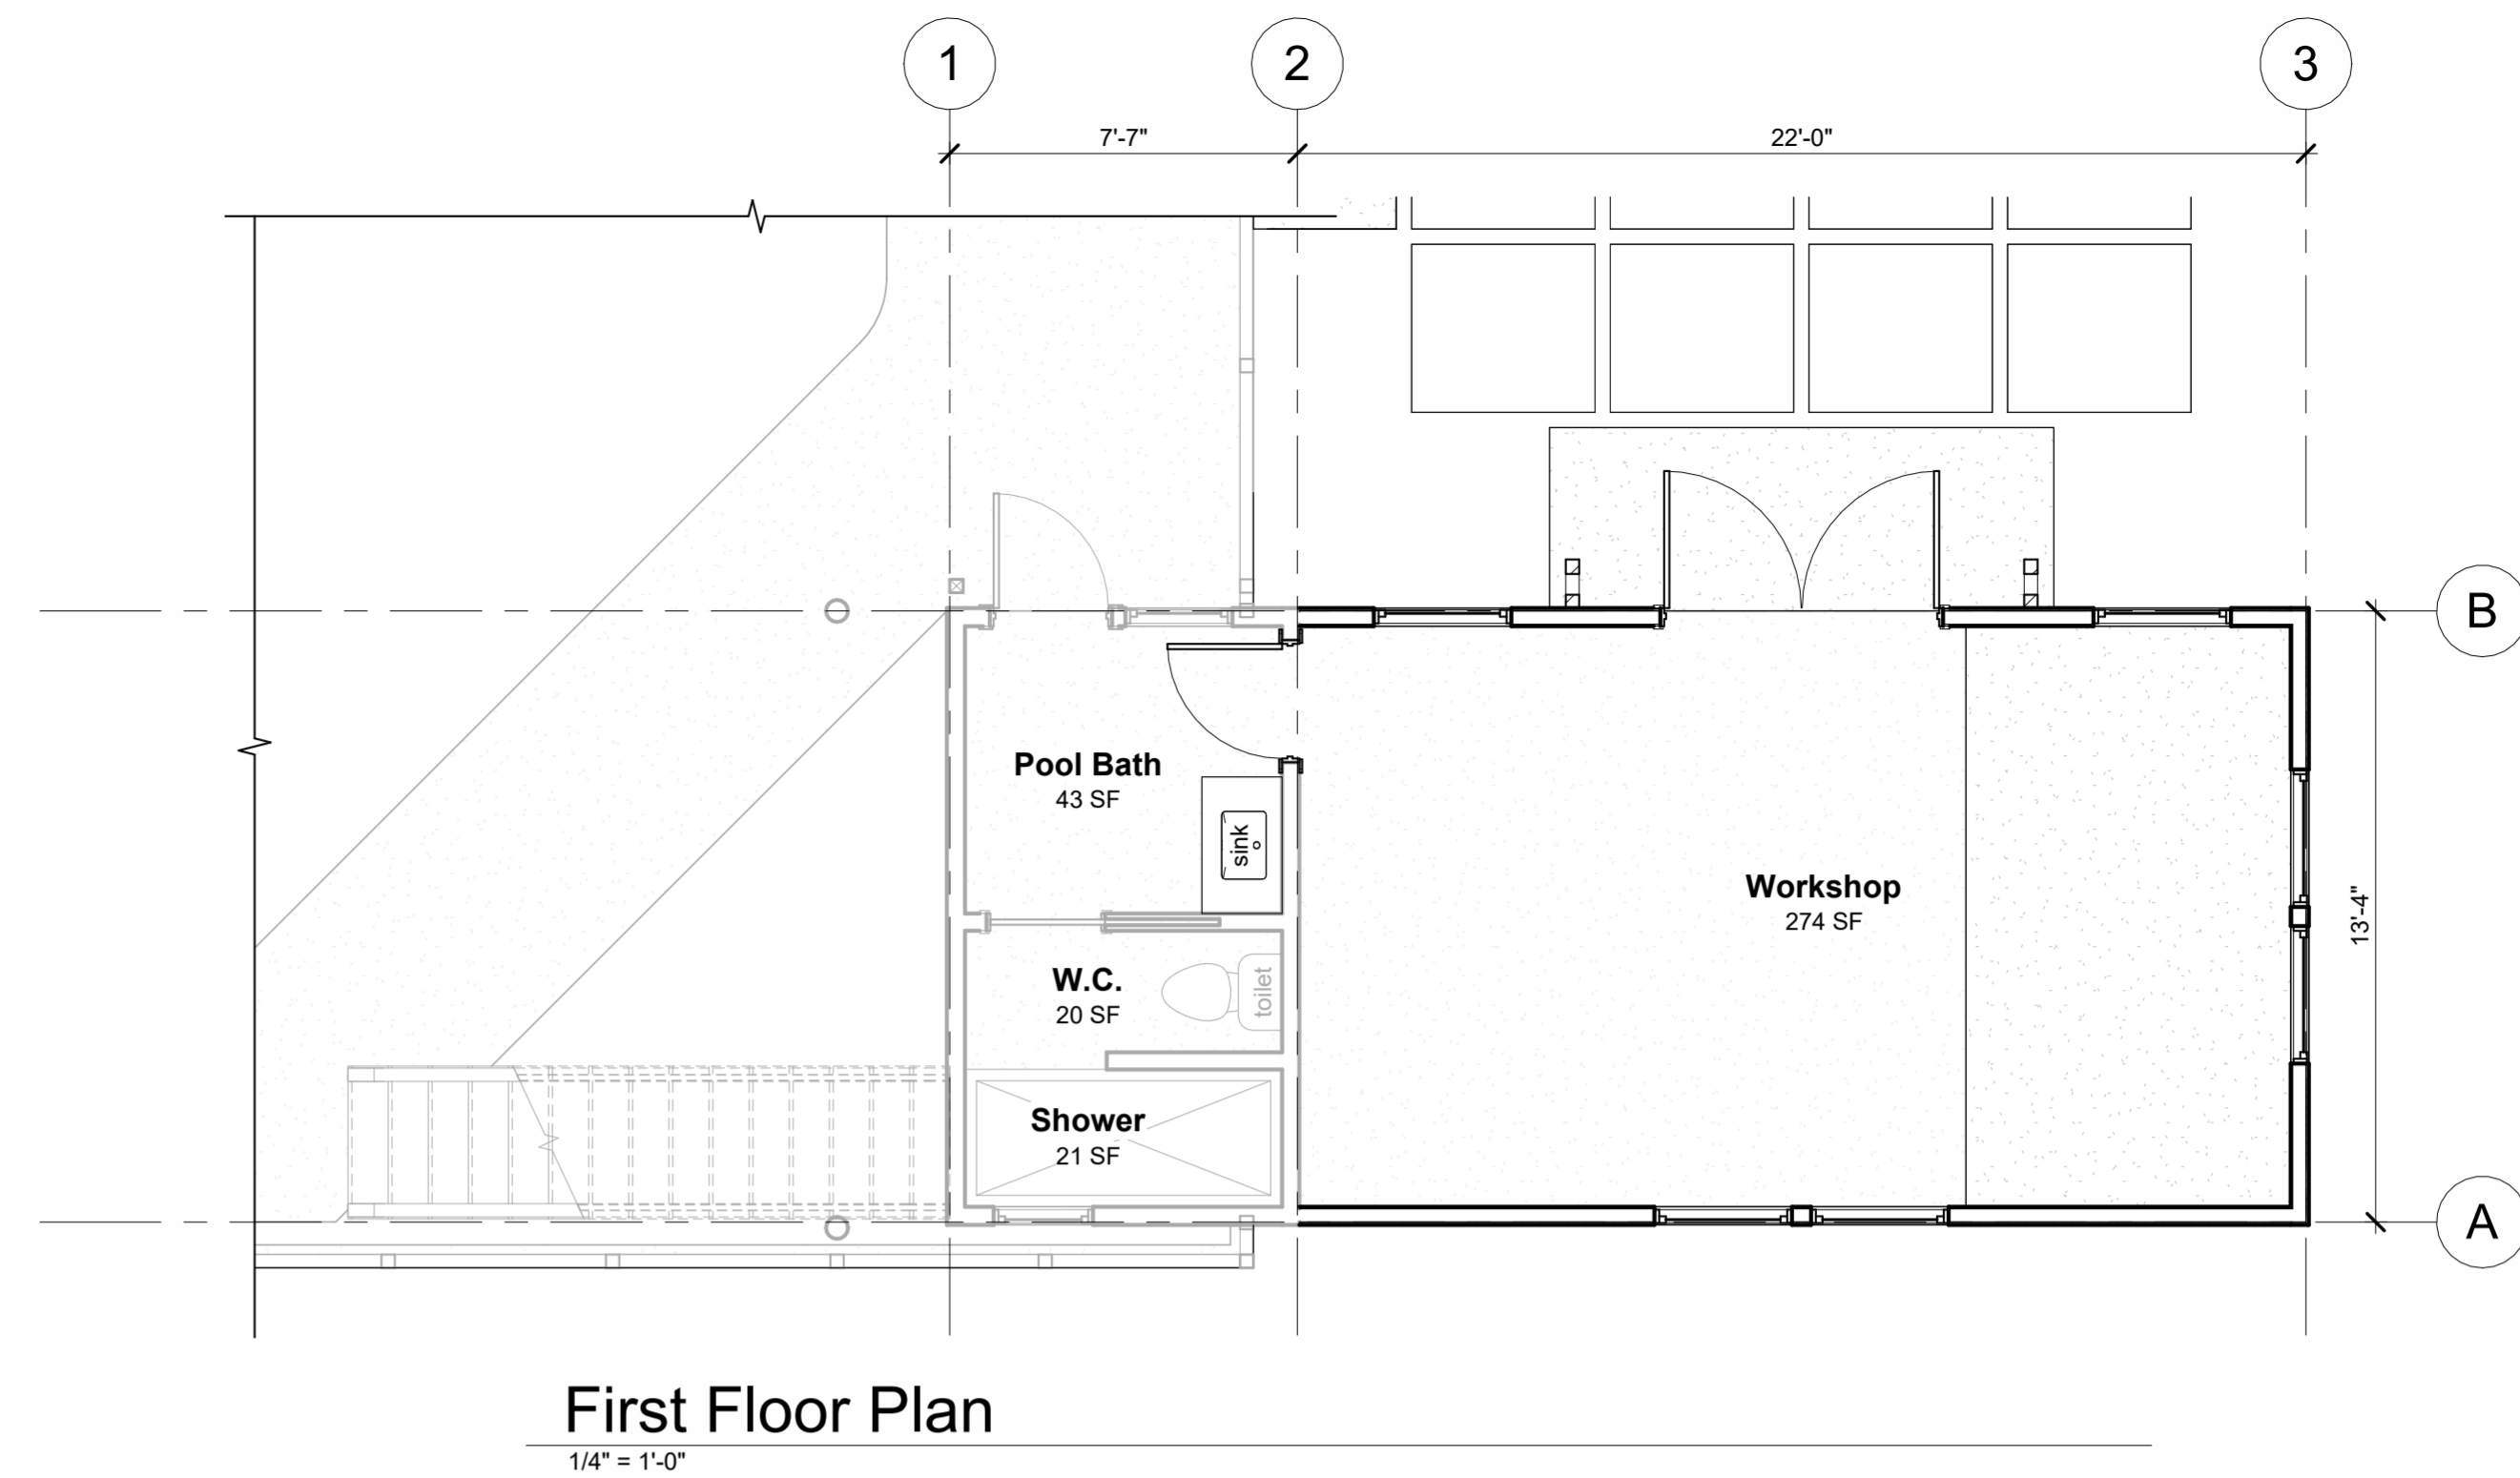 1
2
3
7'-7"
22'-0"
B
Pool Bath
43 SF
sink
Workshop
274 SF
13'-4"
W.C.
20 SF
toilet
Shower
21 SF
A
First Floor Plan
1/4" = 1'-0"